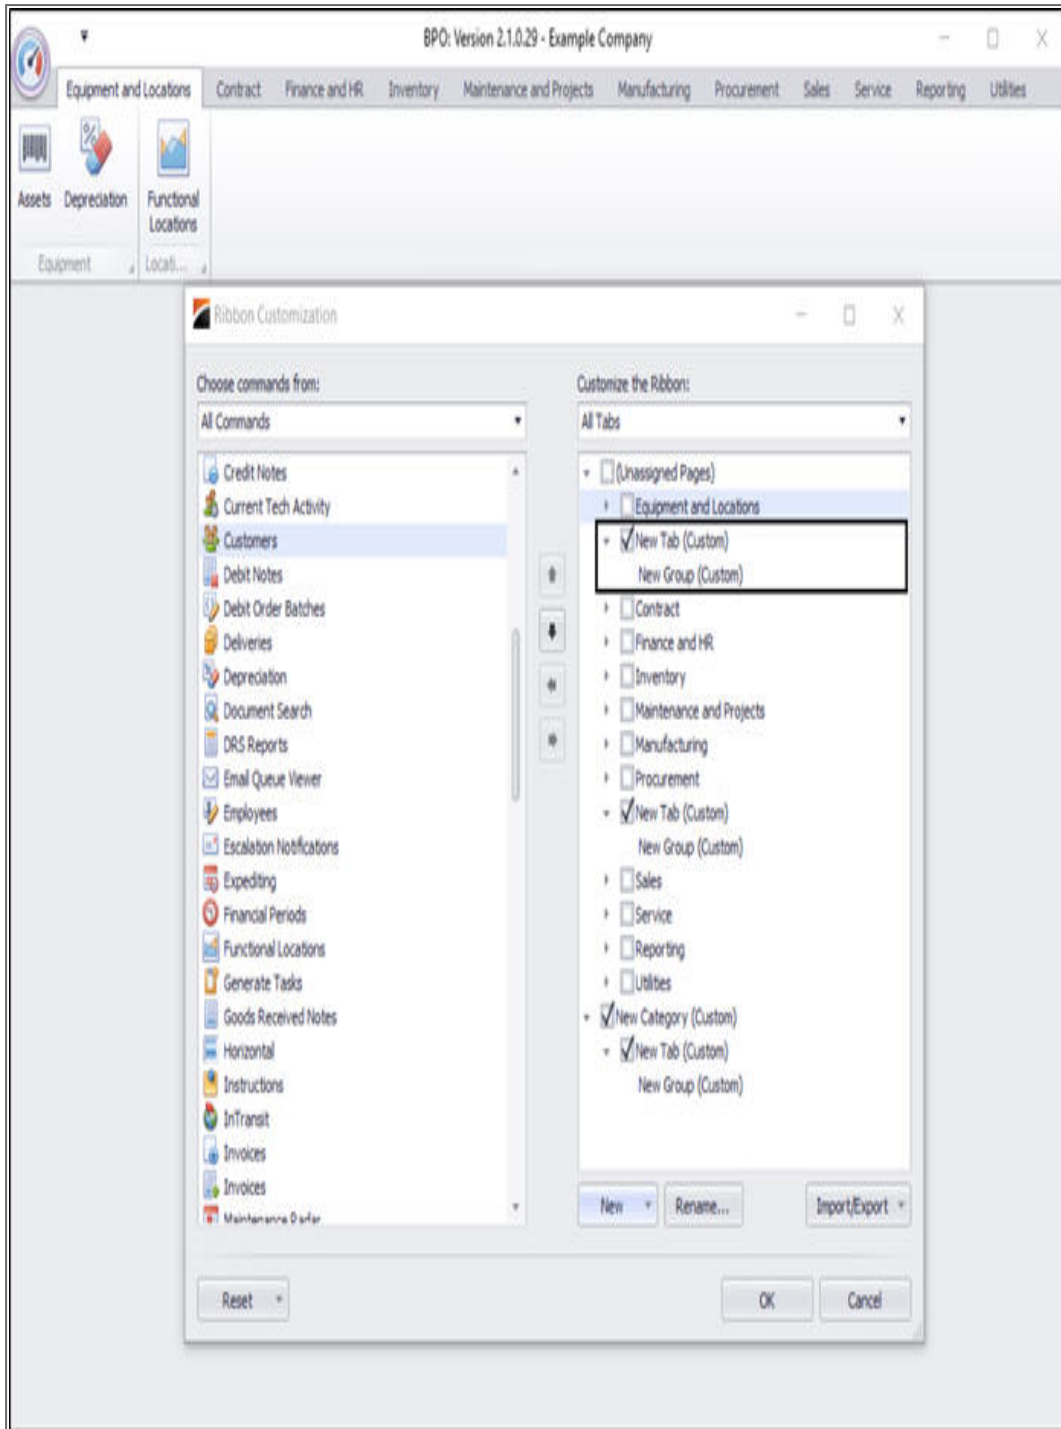 BPO: Version 2.1.0.29 - Example Company
Equipment and Locations Contract Finance and HR Inventory Maintenance and Projects Manufacturing Procurement Sales Service Reporting Utilities
Assets Depreciation Functional
Locations
Equipment Locati...
Ribbon Customization
Choose commands from:
All Commands
Credit Notes
Current Tech Activity
Customers
Debit Notes
Debit Order Batches
Deliveries
Depreciation
Document Search
DRS Reports
Email Queue Viewer
Employees
Escalation Notifications
Expediting
Financial Periods
Functional Locations
Generate Tasks
Goods Received Notes
Horizontal
Instructions
InTransit
Invoices
Invoices
Maintenance Radar
Customize the Ribbon:
All Tabs
(Unassigned Pages)
Equipment and Locations
New Tab (Custom)
New Group (Custom)
Contract
Finance and HR
Inventory
Maintenance and Projects
Manufacturing
Procurement
New Tab (Custom)
New Group (Custom)
Sales
Service
Reporting
Utilities
New Category (Custom)
New Tab (Custom)
New Group (Custom)
New Rename... Import/Export
Reset OK Cancel